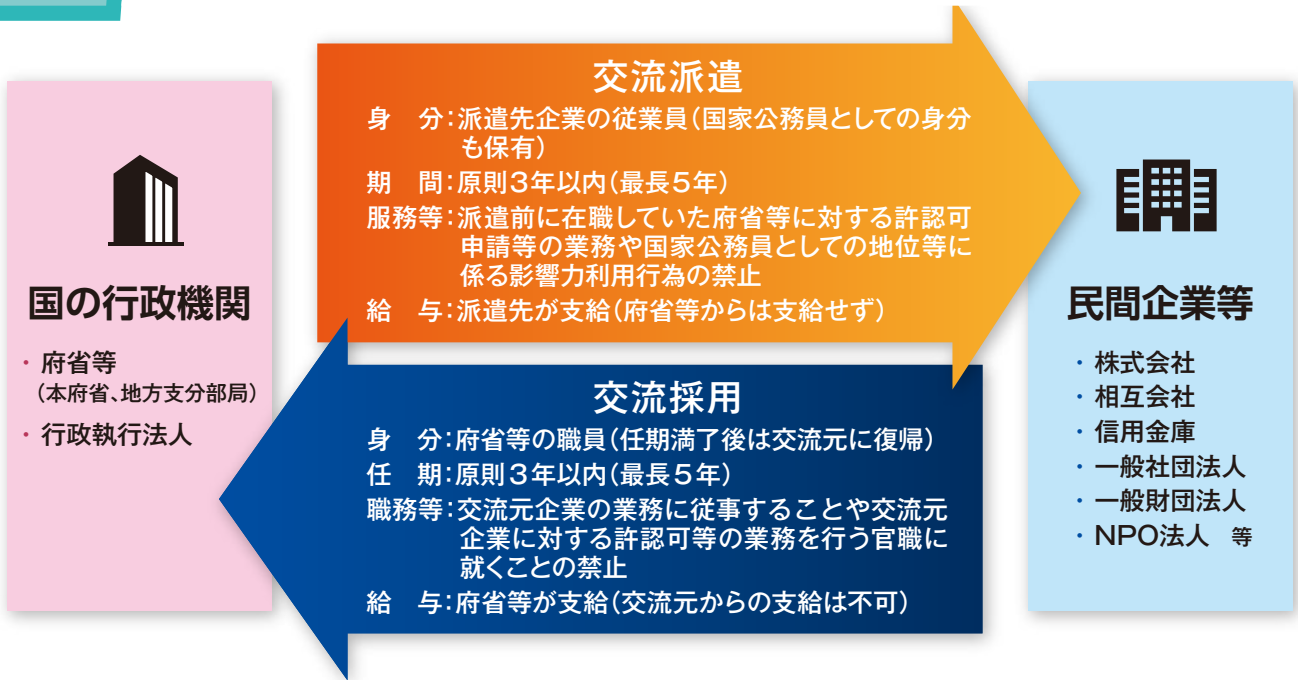 国の行政機関
・ 府省等
(本府省、地方支分部局)
・ 行政執行法人
交流派遣
身　分:派遣先企業の従業員(国家公務員としての身分
も保有)
期　間:原則3年以内(最長5年)
服務等:派遣前に在職していた府省等に対する許認可
申請等の業務や国家公務員としての地位等に
係る影響力利用行為の禁止
給　与:派遣先が支給(府省等からは支給せず)
交流採用
身　分:府省等の職員(任期満了後は交流元に復帰)
任　期:原則3年以内(最長5年)
職務等:交流元企業の業務に従事することや交流元
企業に対する許認可等の業務を行う官職に
就くことの禁止
給　与:府省等が支給(交流元からの支給は不可)
民間企業等
・ 株式会社
・ 相互会社
・ 信用金庫
・ 一般社団法人
・ 一般財団法人
・ NPO法人　等